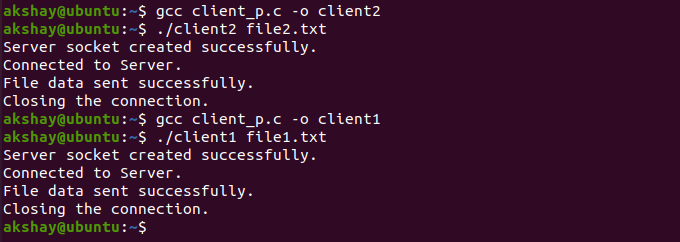 akshay@ubuntu:~$ gcc client_p.c -o client2
akshay@ubuntu:~$ ./client2 file2.txt
Server socket created successfully.
Connected to Server.
File data sent successfully.
Closing the connection.
akshay@ubuntu:~$ gcc client_p.c -o client1
akshay@ubuntu:~$ ./client1 file1.txt
Server socket created successfully.
Connected to Server.
File data sent successfully.
Closing the connection.
akshay@ubuntu:~$